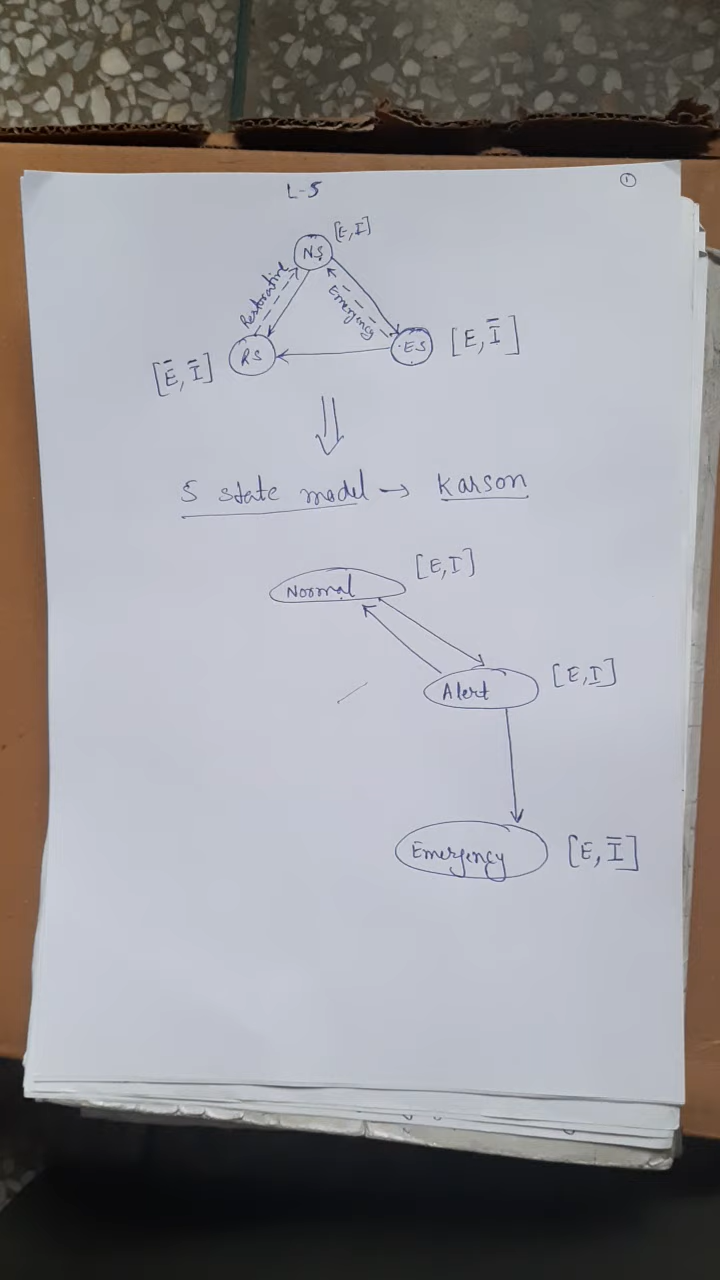 L-5
①
[E, I]
NS
Restorative
Emergency
RS
ES
[E, I̅]
[E̅, I̅]
5 state model → Karson
[E, I]
Normal
Alert
[E, I]
Emergency
[E, I̅]